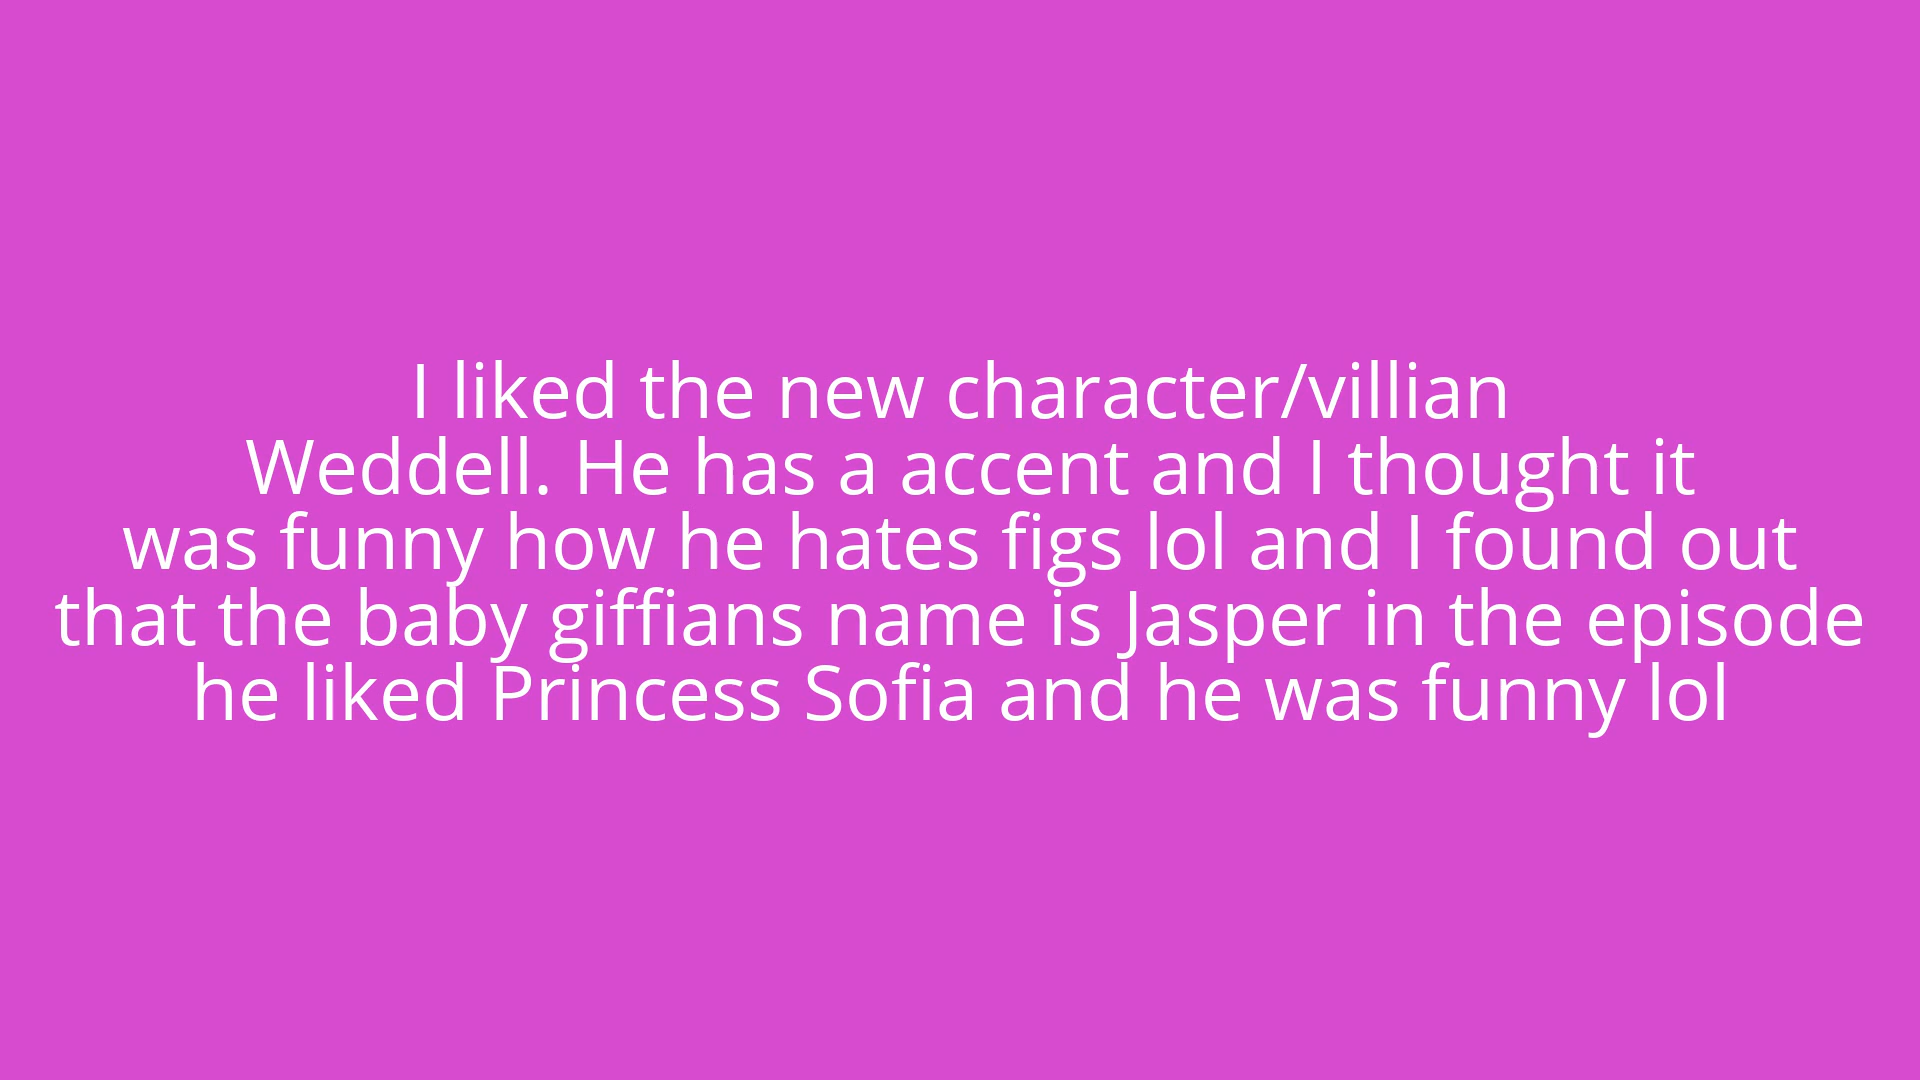 I liked the new character/villian
Weddell. He has a accent and I thought it
was funny how he hates figs lol and I found out
that the baby giffians name is Jasper in the episode
he liked Princess Sofia and he was funny lol